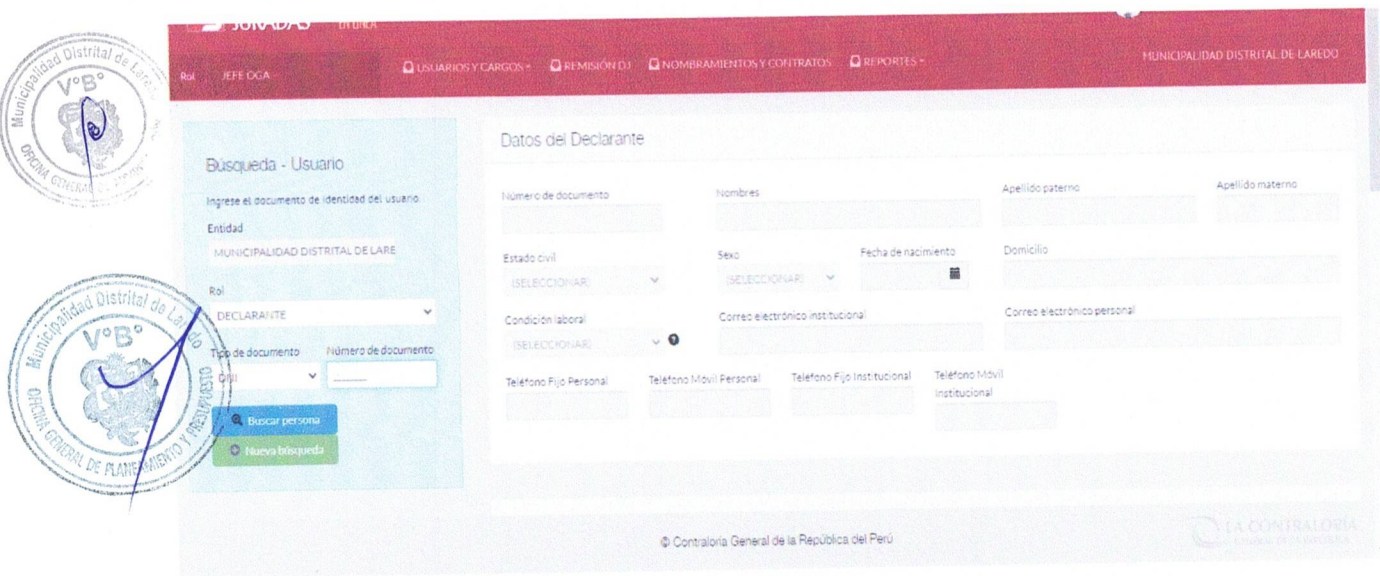 JURADAS EN LÍNEA
Rol JEFE OGA
USUARIOS Y CARGOS
REMISIÓN DJ
NOMBRAMIENTOS Y CONTRATOS
REPORTES
MUNICIPALIDAD DISTRITAL DE LAREDO
Municipalidad Distrital de
V°B°
OFICINA GENERAL DE
Búsqueda - Usuario
Ingrese el documento de identidad del usuario.
Entidad
MUNICIPALIDAD DISTRITAL DE LARE
Rol
DECLARANTE
Tipo de documento Número de documento
DNI
Buscar persona
Nueva búsqueda
Municipalidad Distrital de Laredo
V°B°
OFICINA GENERAL DE PLANEAMIENTO Y PRESUPUESTO
Datos del Declarante
Número de documento Nombres Apellido paterno Apellido materno
Estado civil Sexo Fecha de nacimiento Domicilio
(SELECCIONAR) (SELECCIONAR)
Condición laboral Correo electrónico institucional Correo electrónico personal
(SELECCIONAR)
Teléfono Fijo Personal Teléfono Móvil Personal Teléfono Fijo Institucional Teléfono Móvil
Institucional
© Contraloría General de la República del Perú
LA CONTRALORÍA